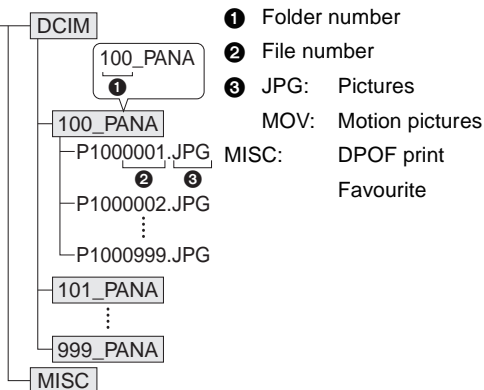 DCIM
100_PANA
❶
100_PANA
P1000001.JPG
❷ ❸
P1000002.JPG
P1000999.JPG
101_PANA
999_PANA
MISC
❶ Folder number
❷ File number
❸ JPG: Pictures
MOV: Motion pictures
MISC: DPOF print
Favourite